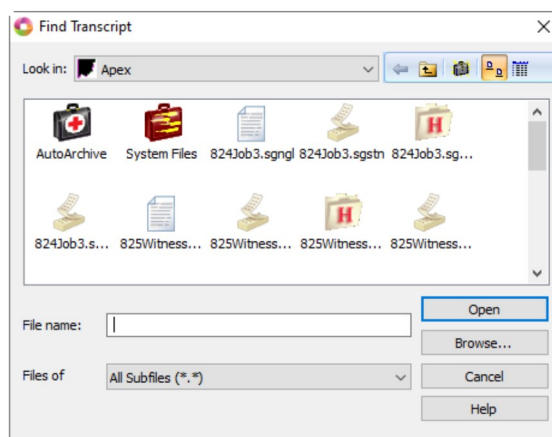 Find Transcript
Look in: Apex
AutoArchive System Files 824Job3.sgngl 824Job3.sgstn 824Job3.sg...
H
824Job3.s... 825Witness... 825Witness... 825Witness... 825Witness...
H
File name:
Open
Browse...
Files of All Subfiles (*.*)
Cancel
Help